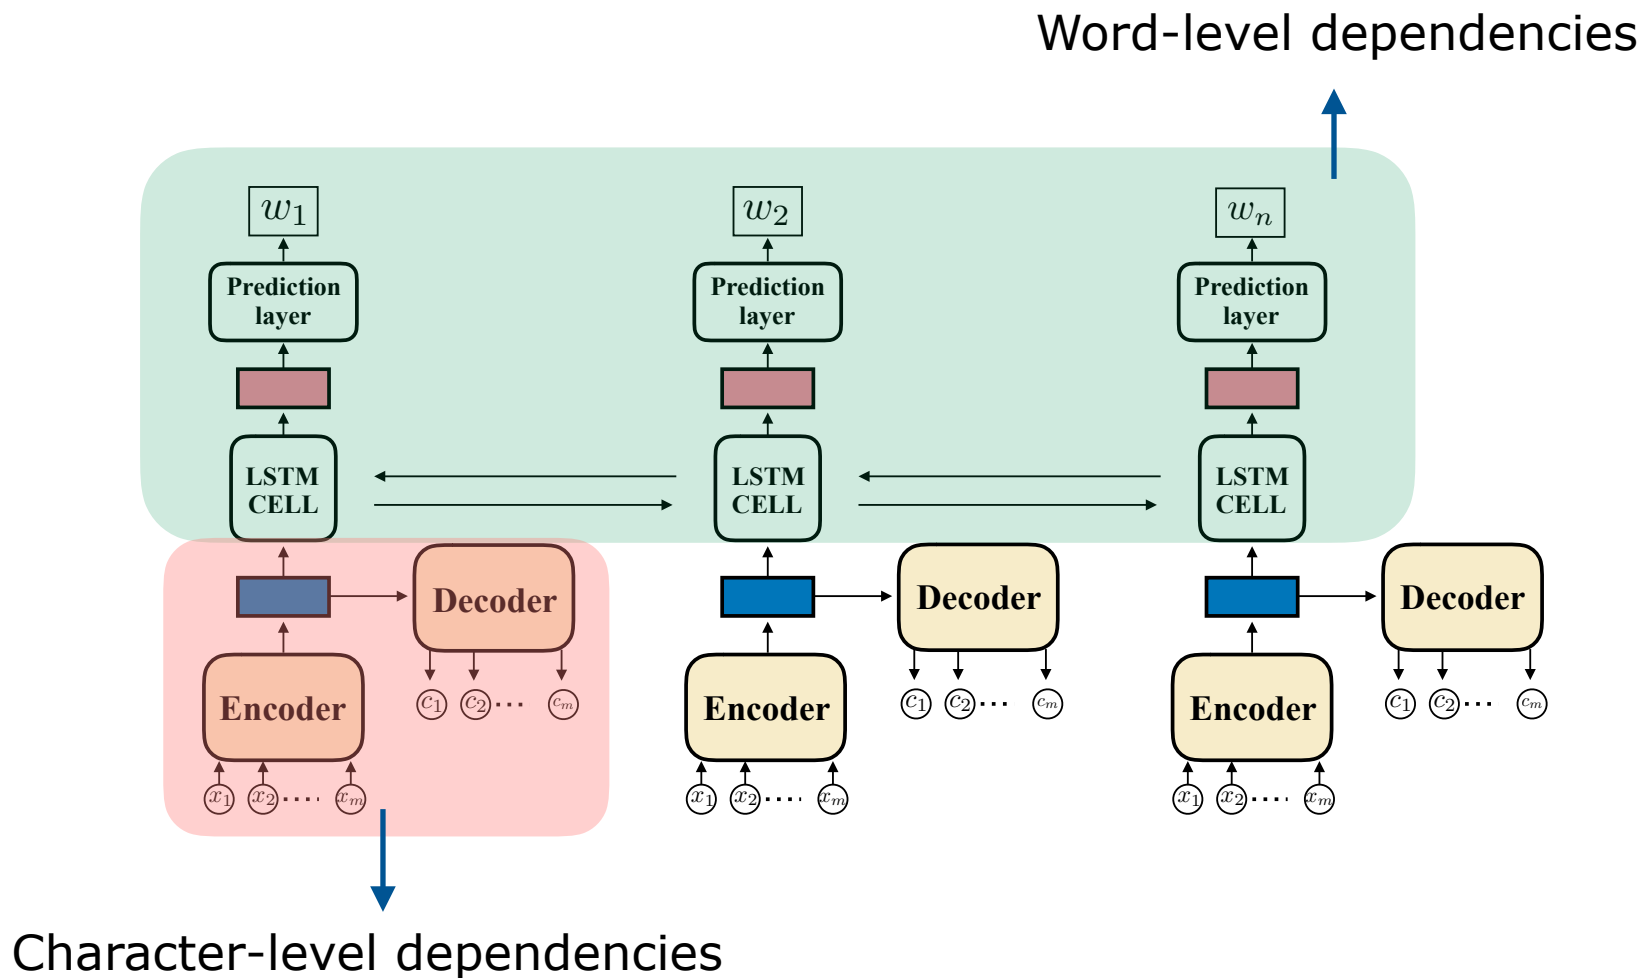 Word-level dependencies
w₁ w₂ wₙ
Prediction Prediction Prediction
layer layer layer
LSTM LSTM LSTM
CELL CELL CELL
Decoder Decoder Decoder
Encoder c₁ c₂ ··· cₘ Encoder c₁ c₂ ··· cₘ Encoder c₁ c₂ ··· cₘ
x₁ x₂ ···· xₘ x₁ x₂ ···· xₘ x₁ x₂ ···· xₘ
Character-level dependencies